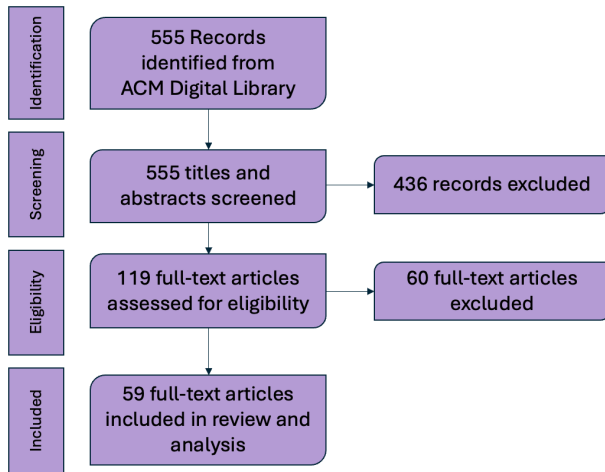 Identification
555 Records
identified from
ACM Digital Library
Screening
555 titles and
abstracts screened
436 records excluded
Eligibility
119 full-text articles
assessed for eligibility
60 full-text articles
excluded
Included
59 full-text articles
included in review and
analysis